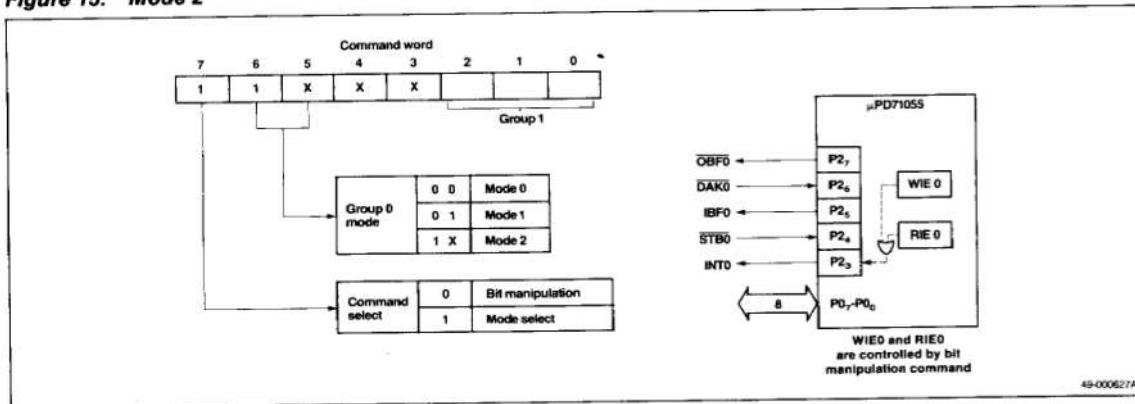 Figure 15. Mode 2
Command word
7 6 5 4 3 2 1 0
1 1 X X X
Group 1
Group 0 mode
0 0 Mode 0
0 1 Mode 1
1 X Mode 2
Command select
0 Bit manipulation
1 Mode select
μPD71055
OBF0 P2₇
DAK0 P2₆ WIE 0
IBF0 P2₅
STB0 P2₄ RIE 0
INT0 P2₃
8 P0₇-P0₀
WIE0 and RIE0
are controlled by bit
manipulation command
49-000627A